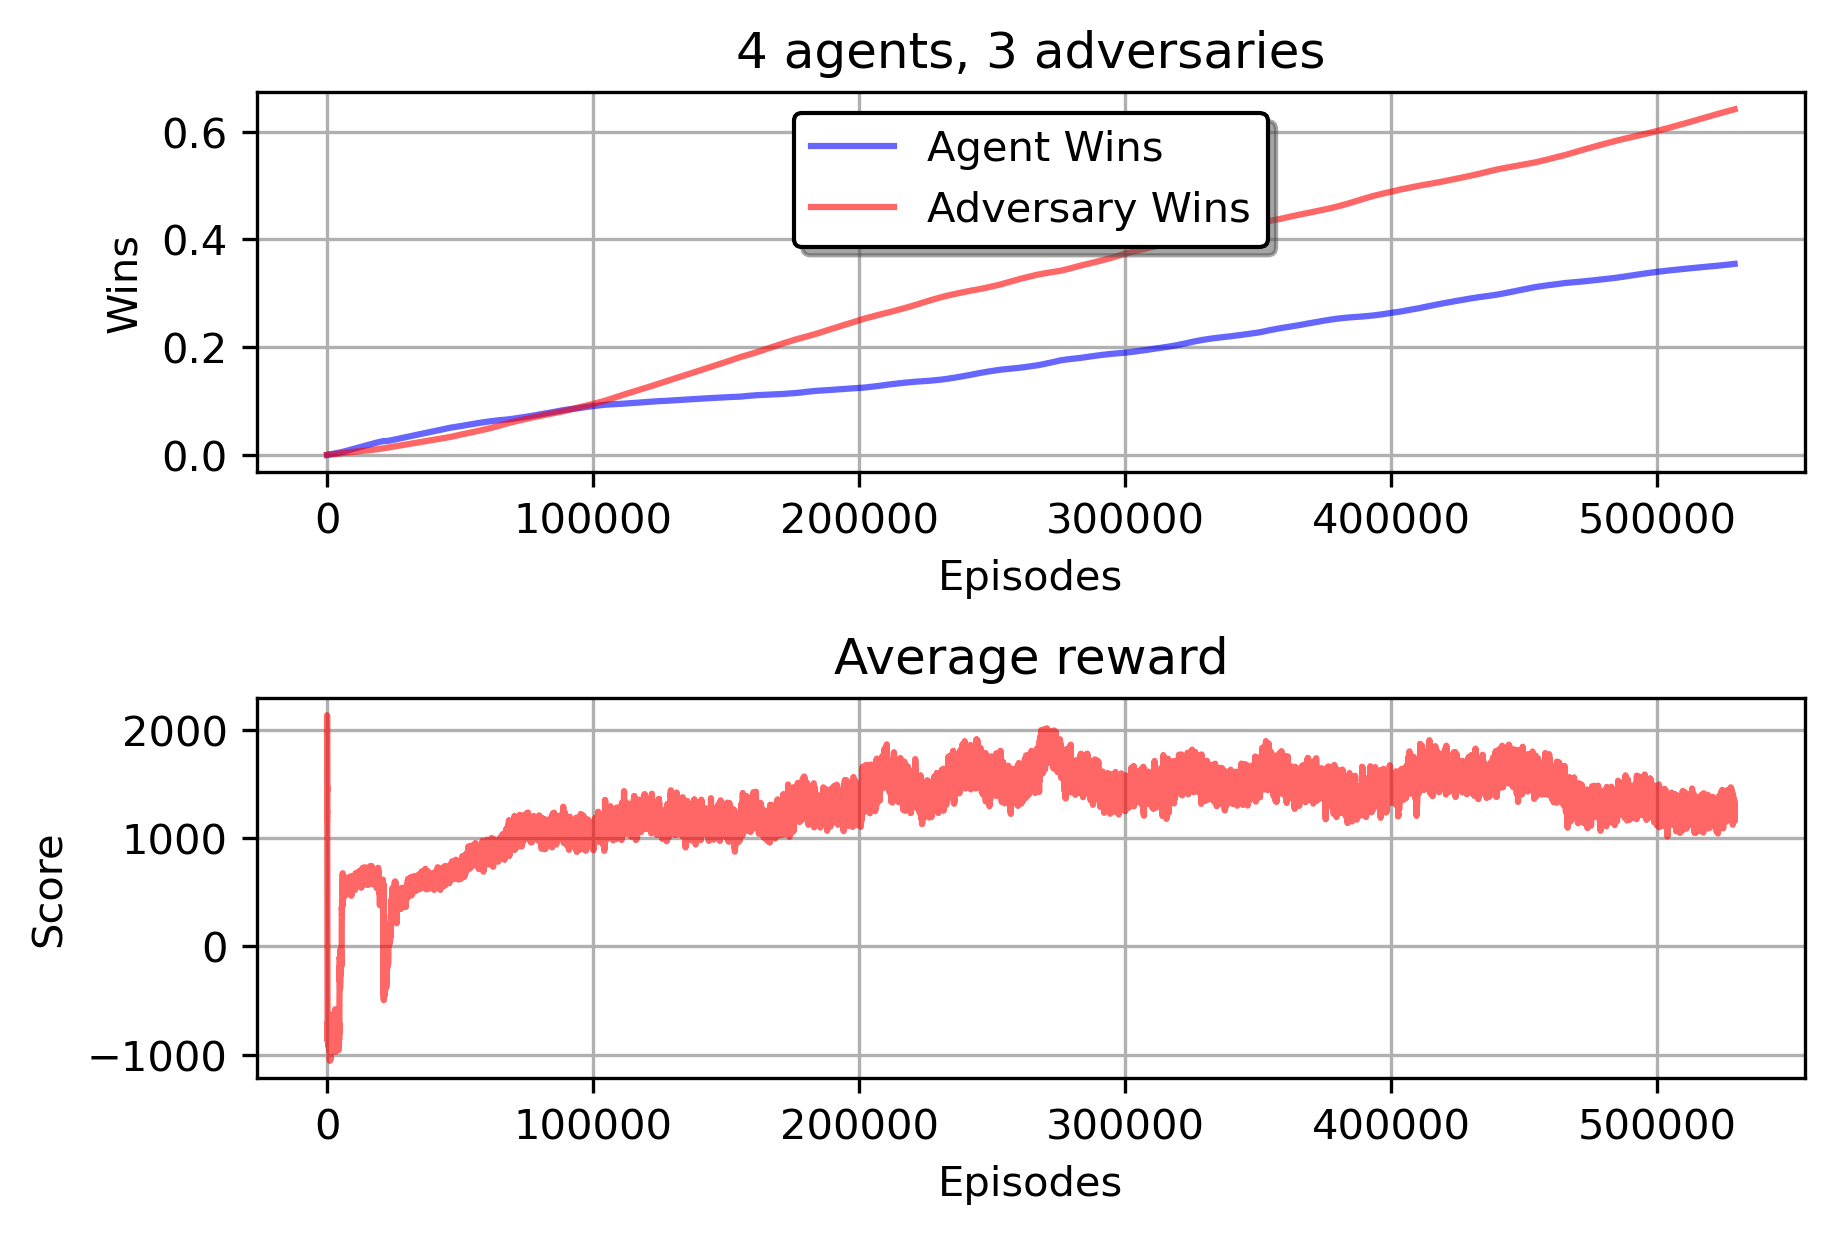 4 agents, 3 adversaries
Agent Wins
Adversary Wins
Wins
0.6
0.4
0.2
0.0
0 100000 200000 300000 400000 500000
Episodes
Average reward
Score
2000
1000
0
−1000
0 100000 200000 300000 400000 500000
Episodes